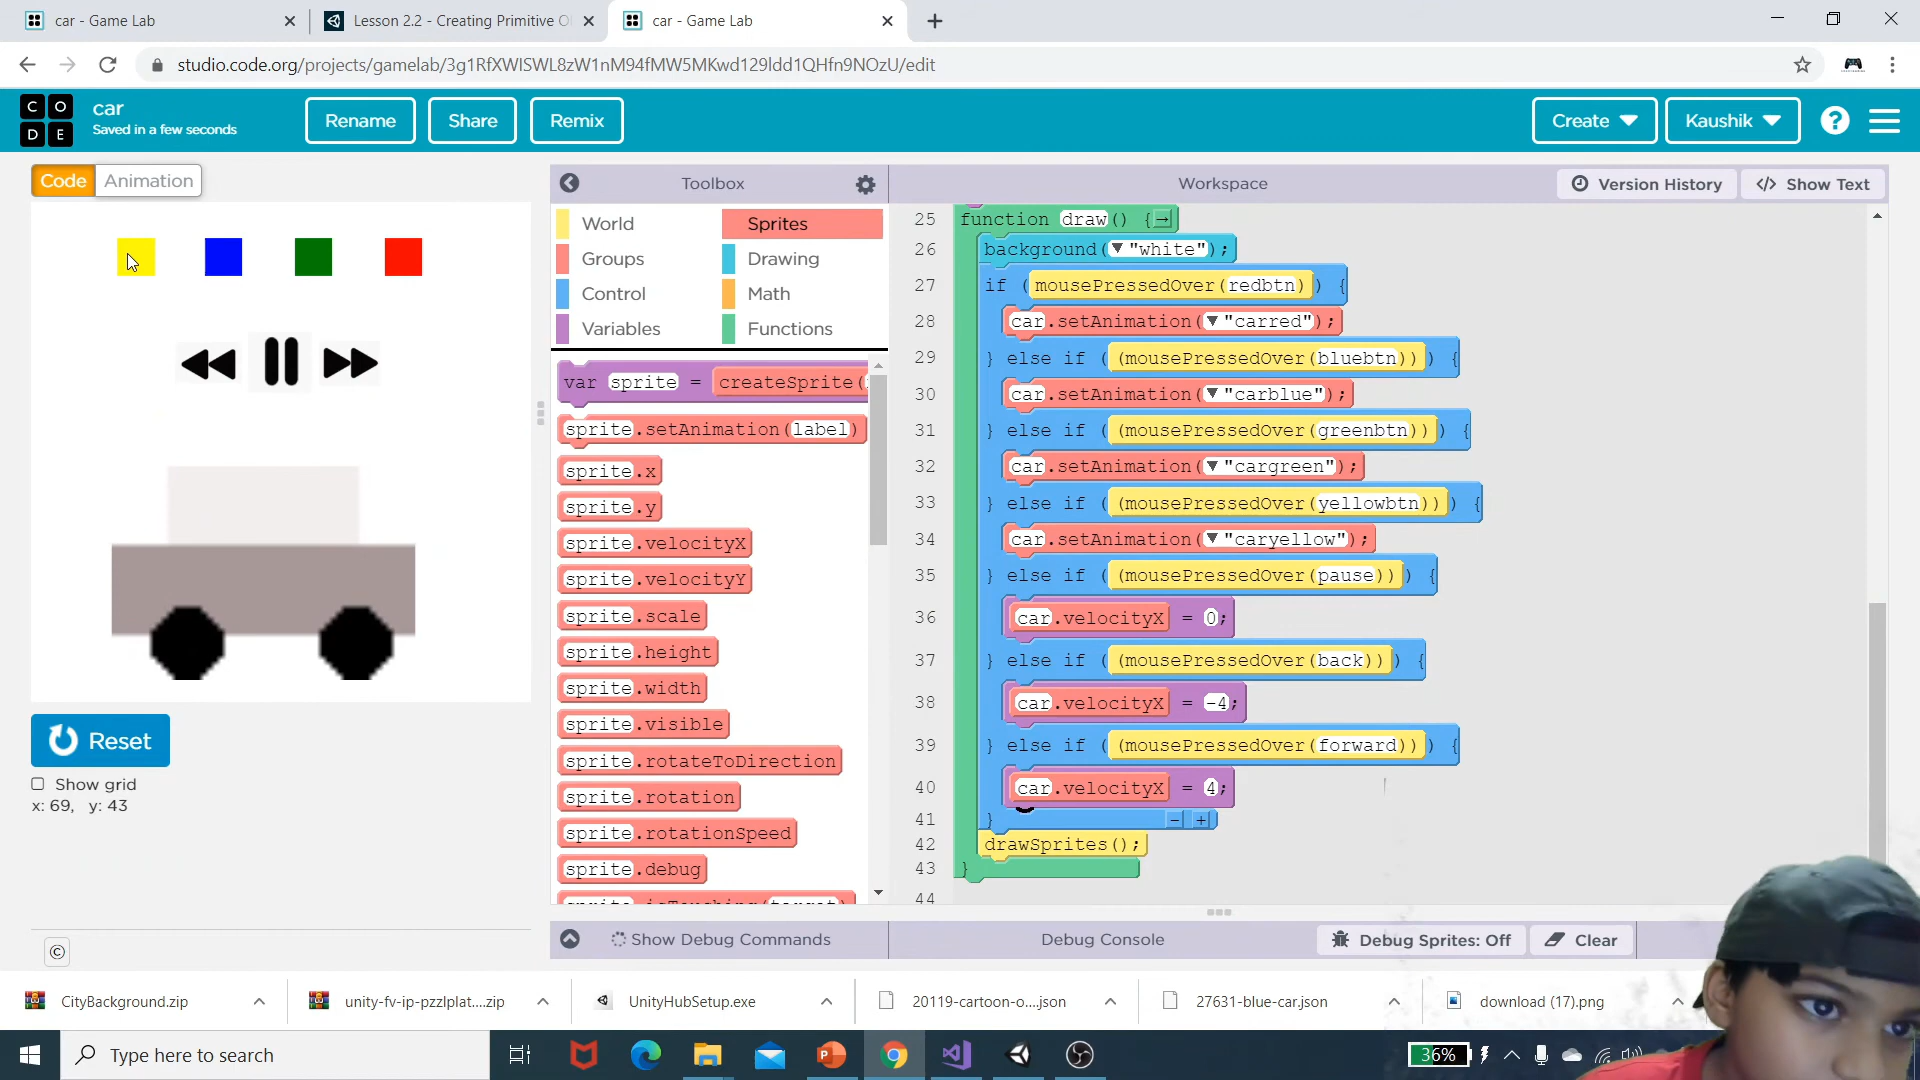 car - Game Lab
Lesson 2.2 - Creating Primitive O
car - Game Lab
studio.code.org/projects/gamelab/3g1RfXWISWL8zW1nM94fMW5MKwd129ldd1QHfn9NOzU/edit
C O D E
car
Saved in a few seconds
Rename
Share
Remix
Create
Kaushik
?
Code
Animation
Toolbox
Workspace
Version History
</> Show Text
World
Sprites
Groups
Drawing
Control
Math
Variables
Functions
var sprite = createSprite(
sprite.setAnimation(label)
sprite.x
sprite.y
sprite.velocityX
sprite.velocityY
sprite.scale
sprite.height
sprite.width
sprite.visible
sprite.rotateToDirection
sprite.rotation
sprite.rotationSpeed
sprite.debug
25 function draw() {
26 background("white");
27 if (mousePressedOver(redbtn)) {
28 car.setAnimation("carred");
29 } else if ((mousePressedOver(bluebtn))) {
30 car.setAnimation("carblue");
31 } else if ((mousePressedOver(greenbtn))) {
32 car.setAnimation("cargreen");
33 } else if ((mousePressedOver(yellowbtn))) {
34 car.setAnimation("caryellow");
35 } else if ((mousePressedOver(pause))) {
36 car.velocityX = 0;
37 } else if ((mousePressedOver(back))) {
38 car.velocityX = -4;
39 } else if ((mousePressedOver(forward))) {
40 car.velocityX = 4;
41 } - +
42 drawSprites();
43 }
44
Reset
Show grid
x: 69, y: 43
©
Show Debug Commands
Debug Console
Debug Sprites: Off
Clear
CityBackground.zip
unity-fv-ip-pzzlplat....zip
UnityHubSetup.exe
20119-cartoon-o....json
27631-blue-car.json
download (17).png
Type here to search
36%